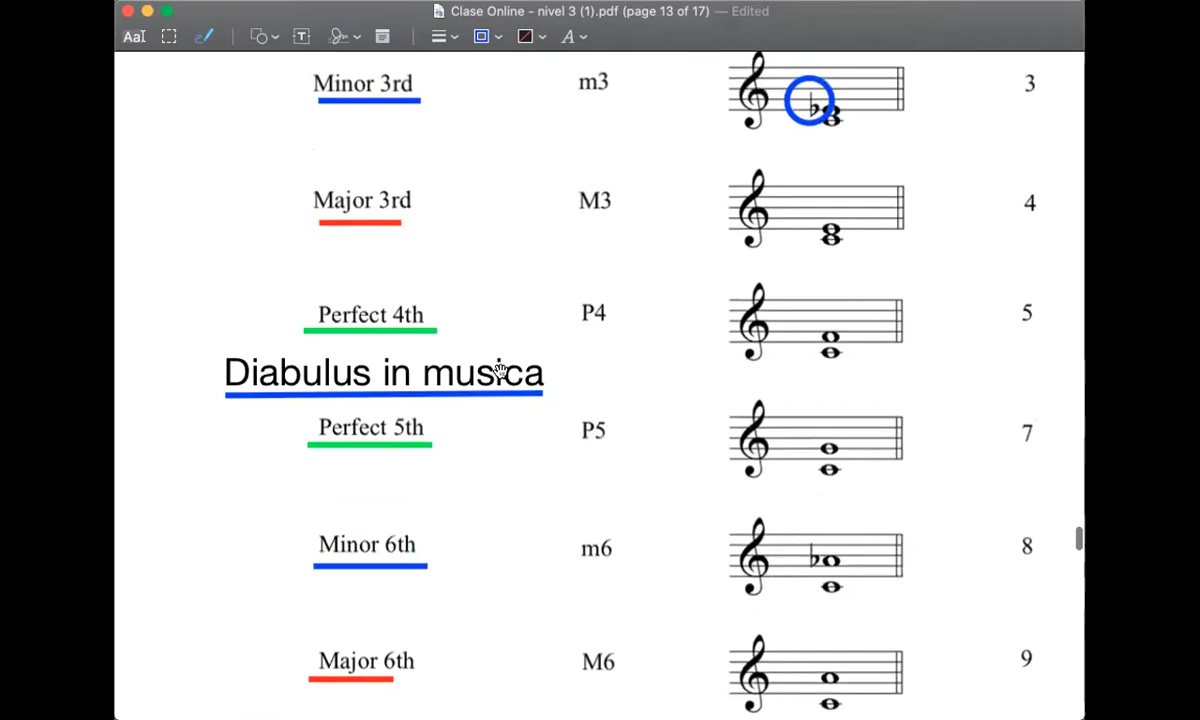 Clase Online - nivel 3 (1).pdf (page 13 of 17) — Edited
AaI T A
Minor 3rd m3 3
Major 3rd M3 4
Perfect 4th P4 5
Diabulus in musica
Perfect 5th P5 7
Minor 6th m6 8
Major 6th M6 9